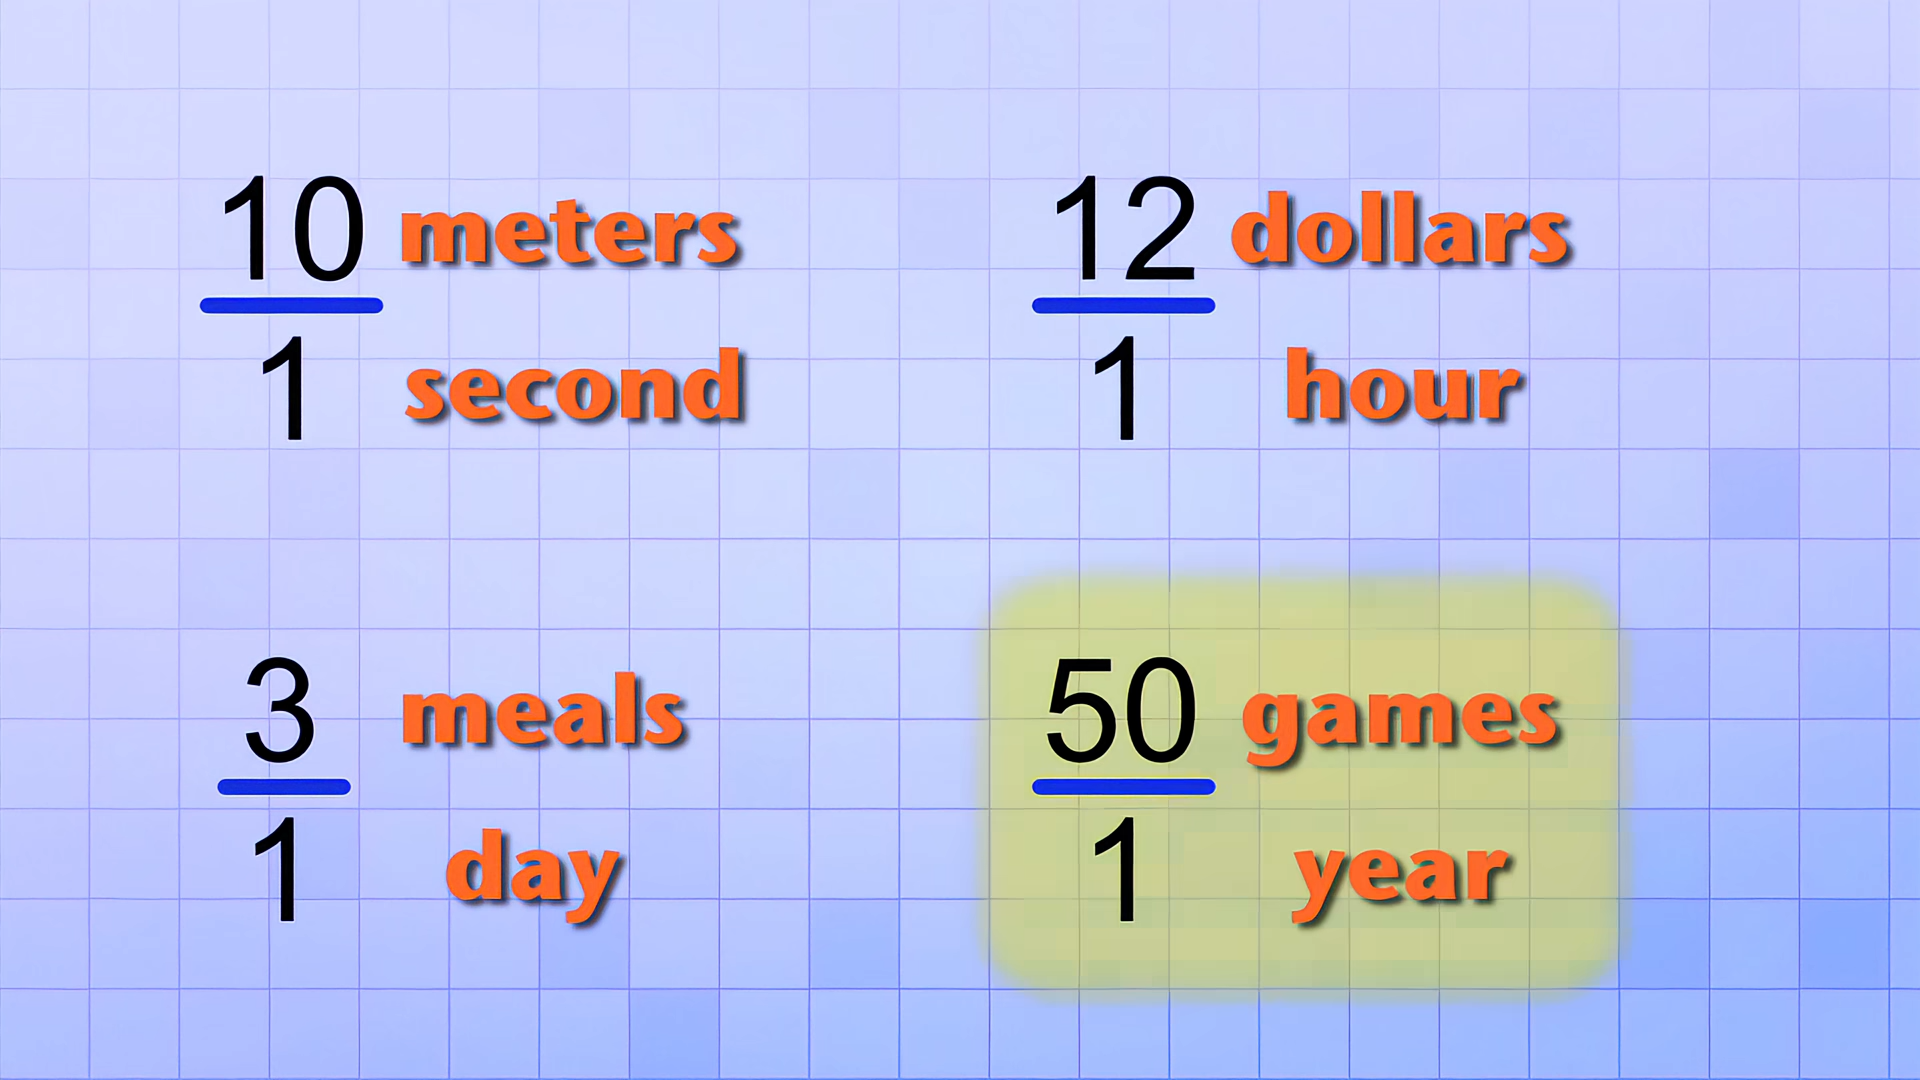 10 meters
1 second
12 dollars
1 hour
3 meals
1 day
50 games
1 year